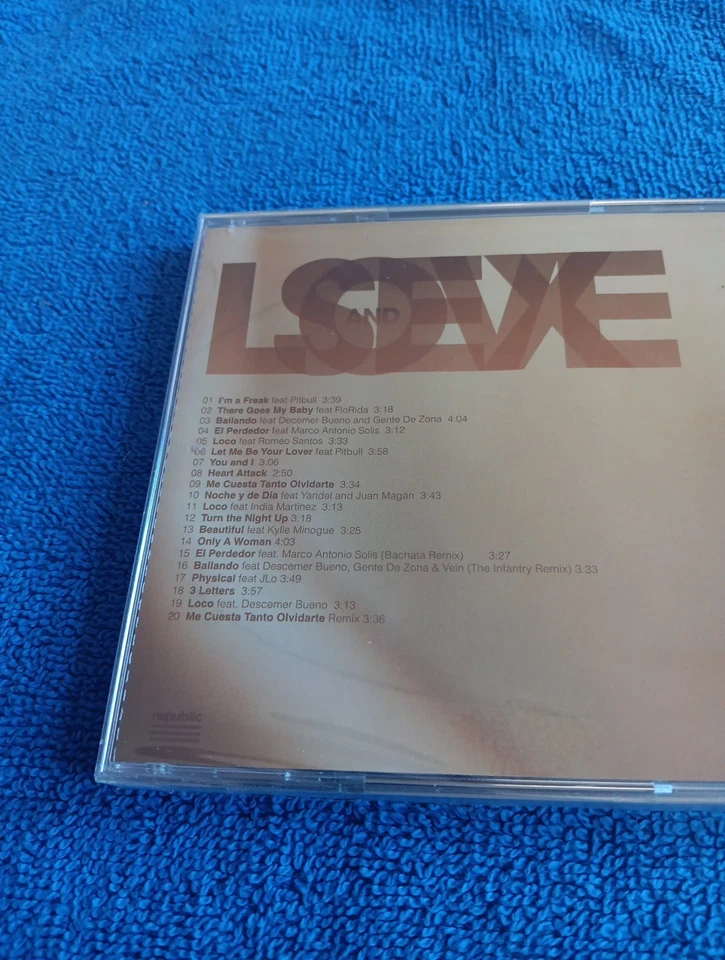 LSOEVXE
AND
01 I'm a Freak feat Pitbull 3:39
02 There Goes My Baby feat FloRida 3:18
03 Bailando feat Decemer Bueno and Gente De Zona 4:04
04 El Perdedor feat Marco Antonio Solis 3:12
05 Loco feat Romeo Santos 3:33
06 Let Me Be Your Lover feat Pitbull 3:58
07 You and I 3:06
08 Heart Attack 2:50
09 Me Cuesta Tanto Olvidarte 3:34
10 Noche y de Dia feat Yandel and Juan Magán 3:43
11 Loco feat India Martinez 3:13
12 Turn the Night Up 3:18
13 Beautiful feat Kylie Minogue 3:25
14 Only A Woman 4:03
15 El Perdedor feat. Marco Antonio Solis (Bachata Remix) 3:27
16 Bailando feat Descemer Bueno, Gente De Zona & Vein (The Infantry Remix) 3.33
17 Physical feat JLo 3:49
18 3 Letters 3:57
19 Loco feat. Descemer Bueno 3:13
20 Me Cuesta Tanto Olvidarte Remix 3:36
republic